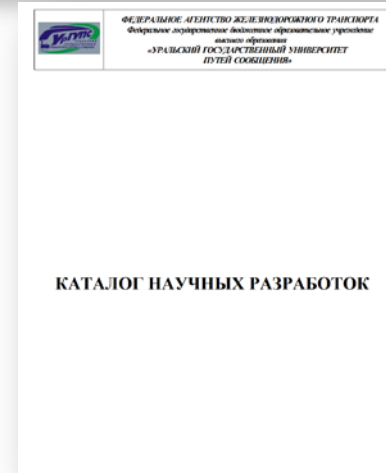 УрГУПС
ФЕДЕРАЛЬНОЕ АГЕНТСТВО ЖЕЛЕЗНОДОРОЖНОГО ТРАНСПОРТА
Федеральное государственное бюджетное образовательное учреждение
высшего образования
«УРАЛЬСКИЙ ГОСУДАРСТВЕННЫЙ УНИВЕРСИТЕТ
ПУТЕЙ СООБЩЕНИЯ»
КАТАЛОГ НАУЧНЫХ РАЗРАБОТОК